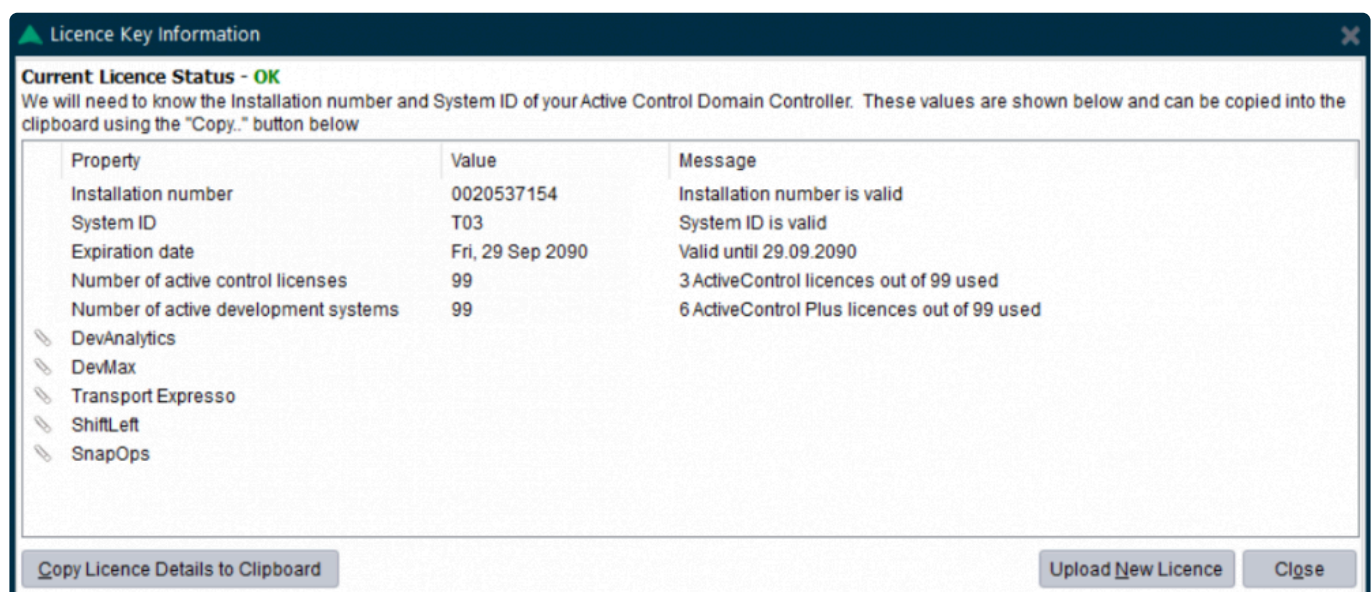 Licence Key Information
Current Licence Status - OK
We will need to know the Installation number and System ID of your Active Control Domain Controller. These values are shown below and can be copied into the
clipboard using the "Copy.." button below
Property Value Message
Installation number 0020537154 Installation number is valid
System ID T03 System ID is valid
Expiration date Fri, 29 Sep 2090 Valid until 29.09.2090
Number of active control licenses 99 3 ActiveControl licences out of 99 used
Number of active development systems 99 6 ActiveControl Plus licences out of 99 used
DevAnalytics
DevMax
Transport Expresso
ShiftLeft
SnapOps
Copy Licence Details to Clipboard Upload New Licence Close